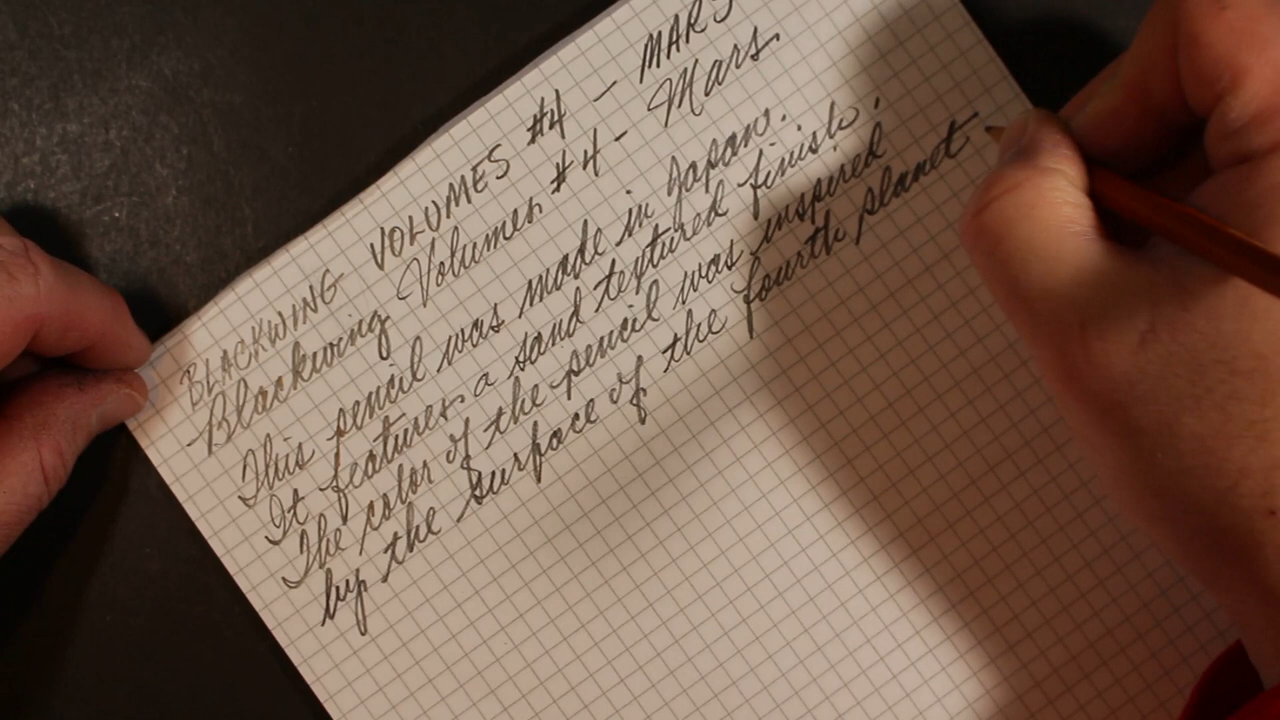 BLACKWING VOLUMES #4 - MARS
Blackwing Volumes #4 - Mars
This pencil was made in Japan.
It features a sand textured finish.
The color of the pencil was inspired
by the surface of the fourth planet